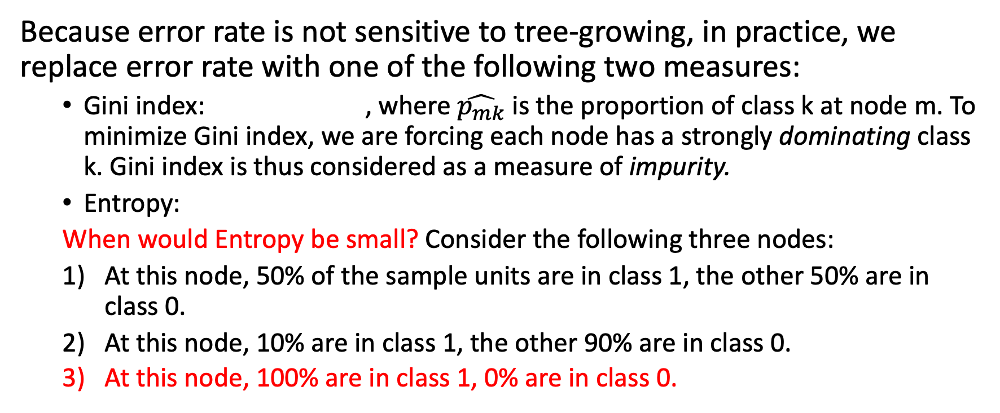 Because error rate is not sensitive to tree-growing, in practice, we
replace error rate with one of the following two measures:
• Gini index: , where $\widehat{p_{mk}}$ is the proportion of class k at node m. To
minimize Gini index, we are forcing each node has a strongly dominating class
k. Gini index is thus considered as a measure of impurity.
• Entropy:
When would Entropy be small? Consider the following three nodes:
1) At this node, 50% of the sample units are in class 1, the other 50% are in
class 0.
2) At this node, 10% are in class 1, the other 90% are in class 0.
3) At this node, 100% are in class 1, 0% are in class 0.